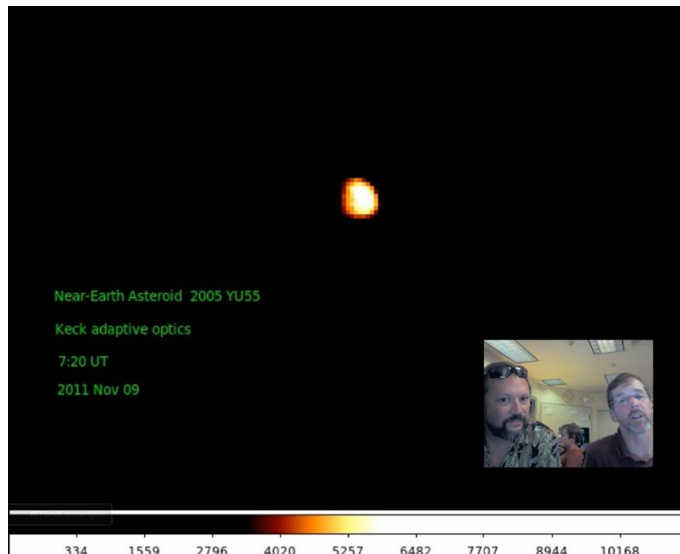 Near-Earth Asteroid 2005 YU55
Keck adaptive optics
7:20 UT
2011 Nov 09
334 1559 2796 4020 5257 6482 7707 8944 10168